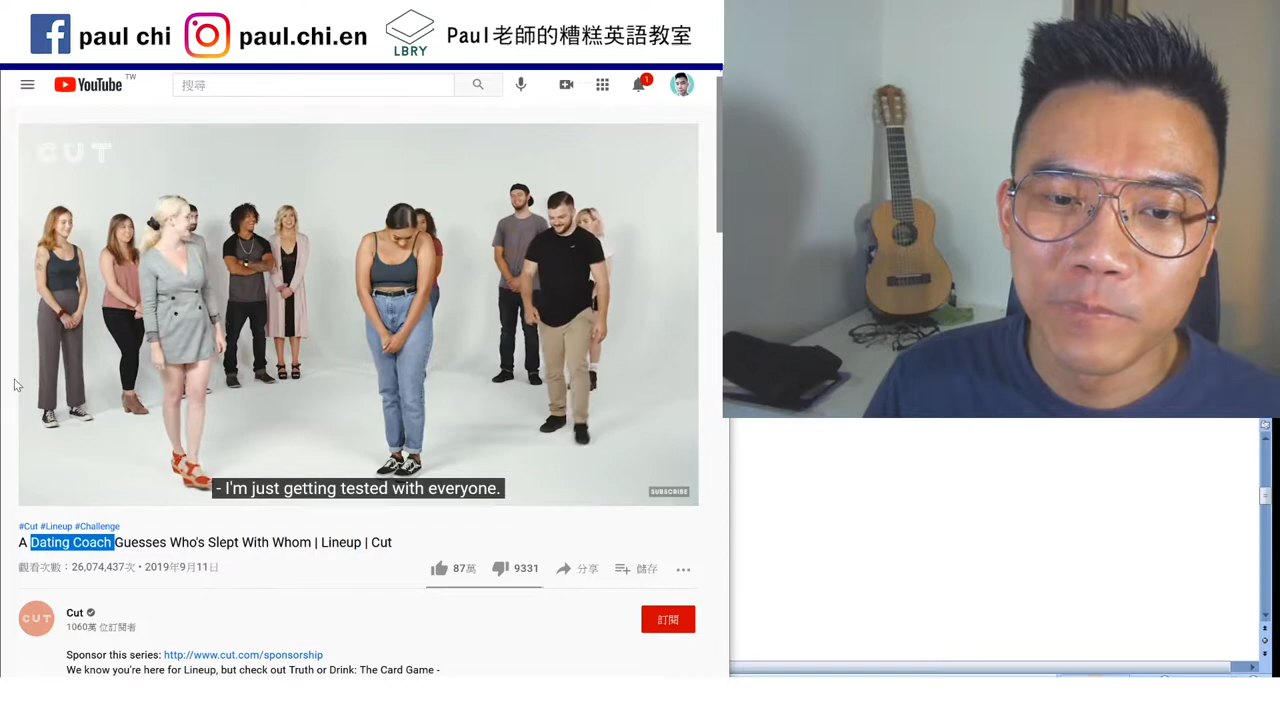 paul chi
paul.chi.en
LBRY
Paul老師的糟糕英語教室
YouTube TW
搜尋
1
CUT
- I'm just getting tested with everyone.
SUBSCRIBE
#Cut #Lineup #Challenge
A Dating Coach Guesses Who's Slept With Whom | Lineup | Cut
觀看次數：26,074,437次 • 2019年9月11日
87萬
9331
分享
儲存
CUT
Cut
1060萬 位訂閱者
訂閱
Sponsor this series: http://www.cut.com/sponsorship
We know you're here for Lineup, but check out Truth or Drink: The Card Game -